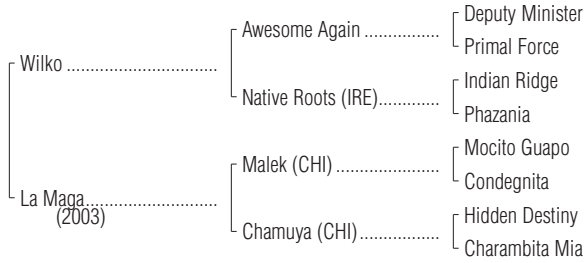 Deputy Minister
Awesome Again ................
Primal Force
Wilko ................................
Indian Ridge
Native Roots (IRE).............
Phazania
Mocito Guapo
Malek (CHI) ......................
Condegnita
La Maga............................
(2003)
Hidden Destiny
Chamuya (CHI).................
Charambita Mia